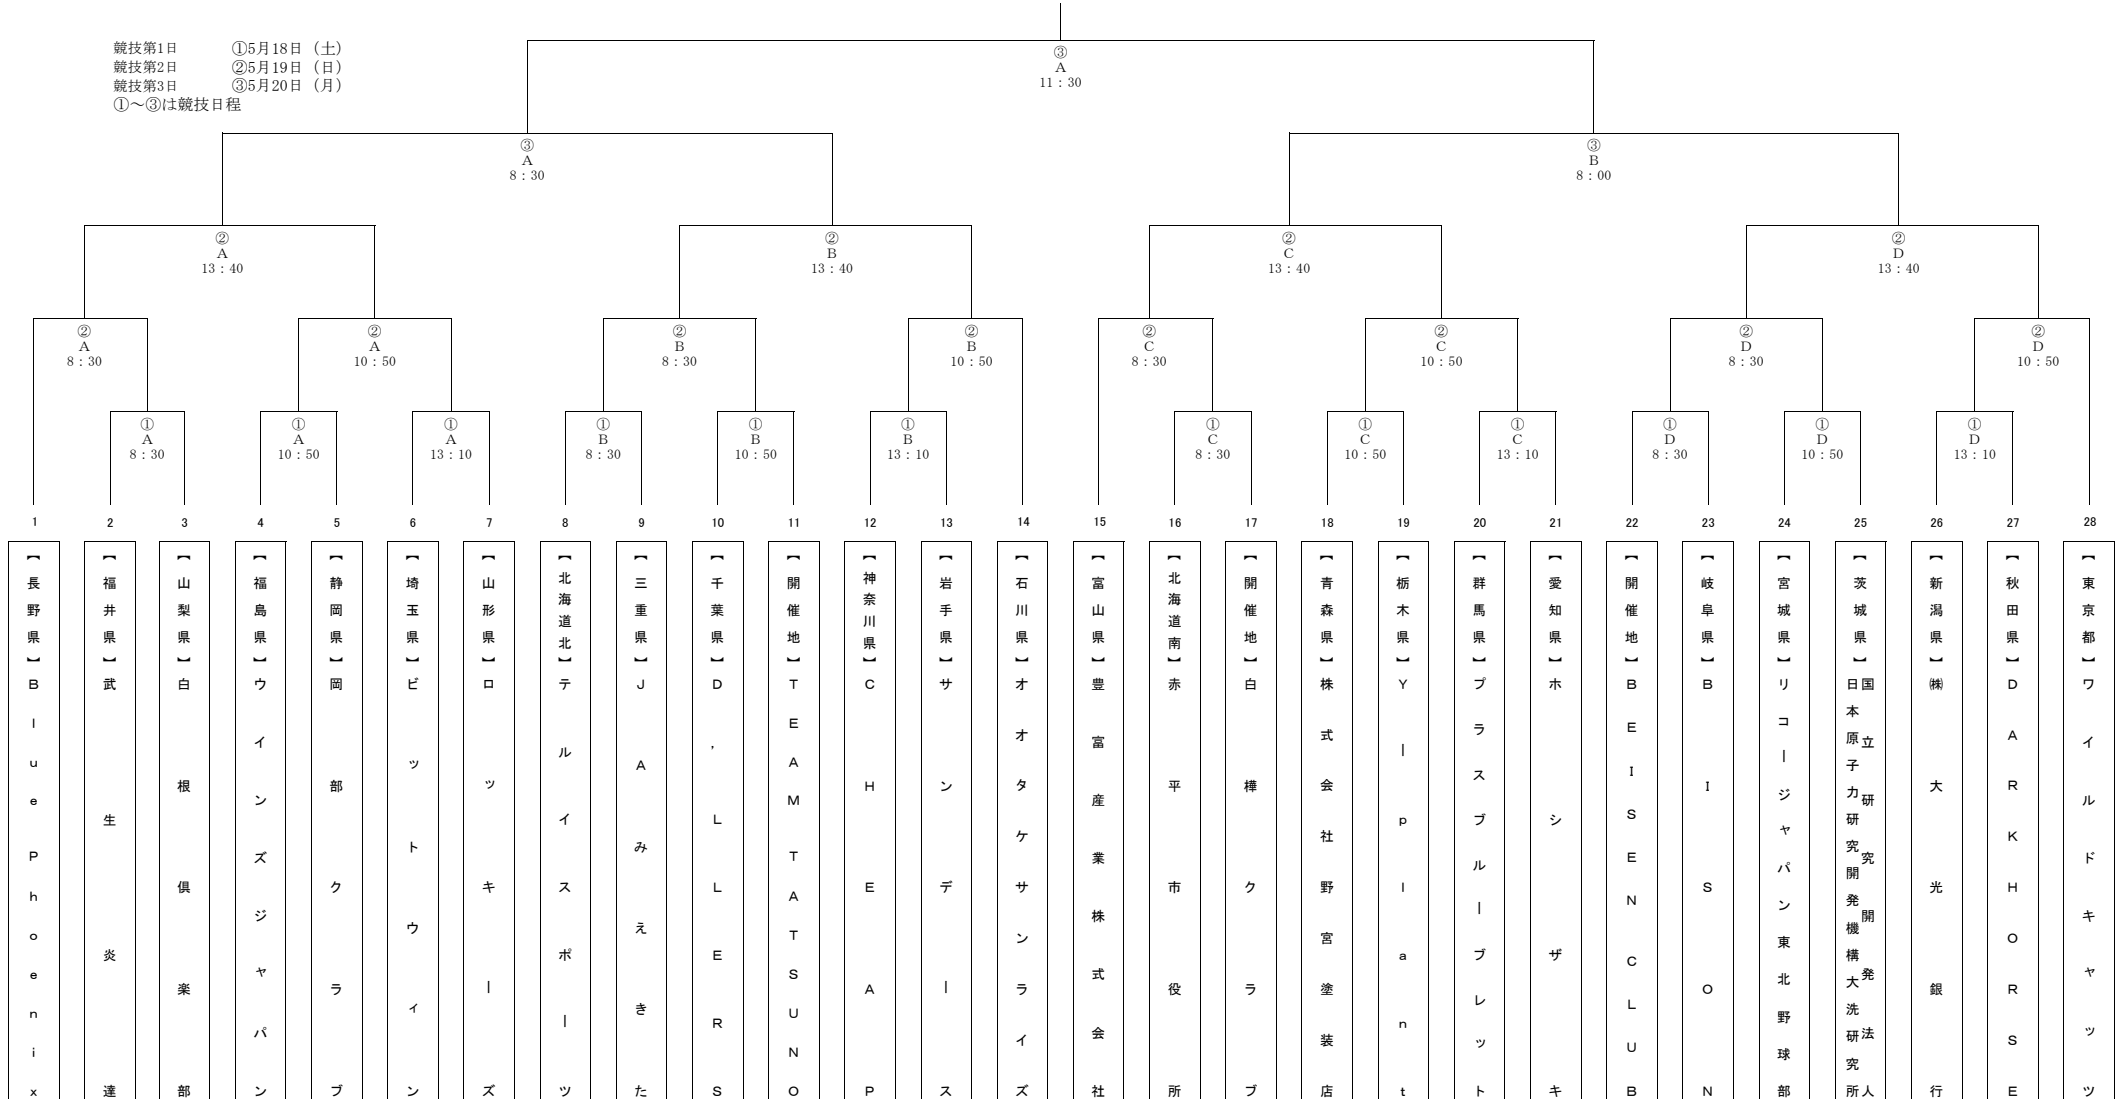 競技第1日 ①5月18日（土）
競技第2日 ②5月19日（日）
競技第3日 ③5月20日（月）
①～③は競技日程
③
A
11：30
③
A
8：30
③
B
8：00
②
A
13：40
②
B
13：40
②
C
13：40
②
D
13：40
②
A
8：30
②
A
10：50
②
B
8：30
②
B
10：50
②
C
8：30
②
C
10：50
②
D
8：30
②
D
10：50
①
A
8：30
①
A
10：50
①
A
13：10
①
B
8：30
①
B
10：50
①
B
13：10
①
C
8：30
①
C
10：50
①
C
13：10
①
D
8：30
①
D
10：50
①
D
13：10
1 2 3 4 5 6 7 8 9 10 11 12 13 14 15 16 17 18 19 20 21 22 23 24 25 26 27 28
【長野県】Blue Phoenix
【福井県】武生炎達
【山梨県】白根倶楽部
【福島県】ウインズジャパン
【静岡県】岡部クラブ
【埼玉県】ビットウィン
【山形県】ロッキーズ
【北海道北】テルイスポーツ
【三重県】JAみえきた
【千葉県】D’LLERS
【開催地】TEAM TATSUNO
【神奈川県】CHEAP
【岩手県】サンデース
【石川県】オオタケサンライズ
【富山県】豊富産業株式会社
【北海道南】赤平市役所
【開催地】白樺クラブ
【青森県】株式会社野宮塗装店
【栃木県】Y－plant
【群馬県】プラスブルーブレット
【愛知県】ホシザキ
【開催地】BEISEN CLUB
【岐阜県】BISON
【宮城県】リコージャパン東北野球部
【茨城県】国立研究開発法人
日本原子力研究開発機構大洗研究所
【新潟県】㈱大光銀行
【秋田県】DARKHORSE
【東京都】ワイルドキャッツ